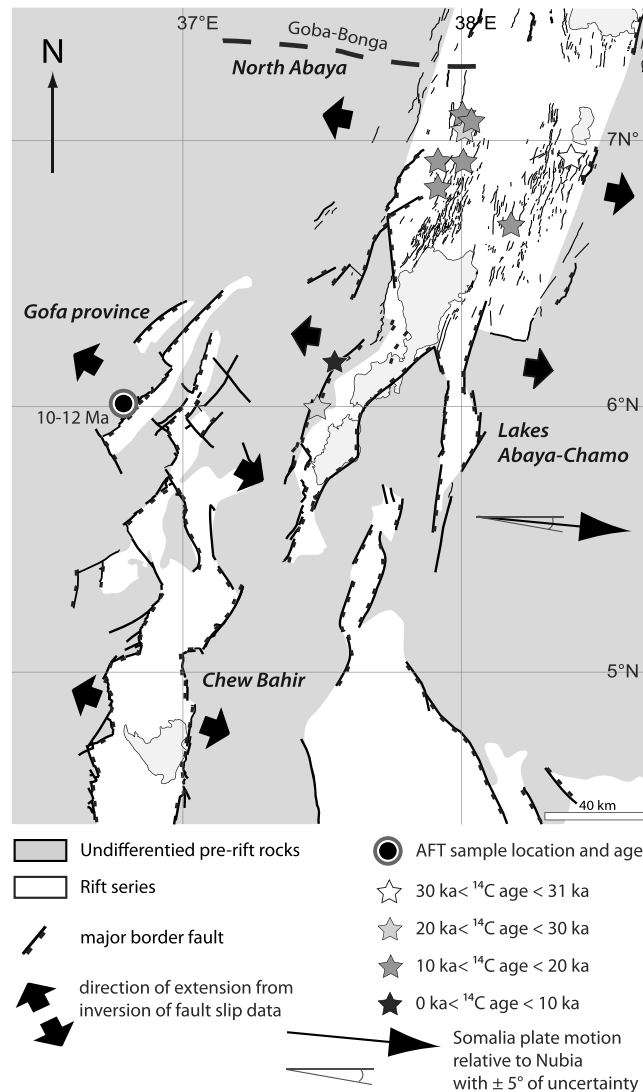 37°E
38°E
Goba-Bonga
N
North Abaya
7N°
Gofa province
10-12 Ma
6°N
Lakes
Abaya-Chamo
5°N
Chew Bahir
40 km
Undifferentied pre-rift rocks
Rift series
major border fault
direction of extension from
inversion of fault slip data
AFT sample location and age
30 ka< ¹⁴C age < 31 ka
20 ka< ¹⁴C age < 30 ka
10 ka< ¹⁴C age < 20 ka
0 ka< ¹⁴C age < 10 ka
Somalia plate motion
relative to Nubia
with ± 5° of uncertainty